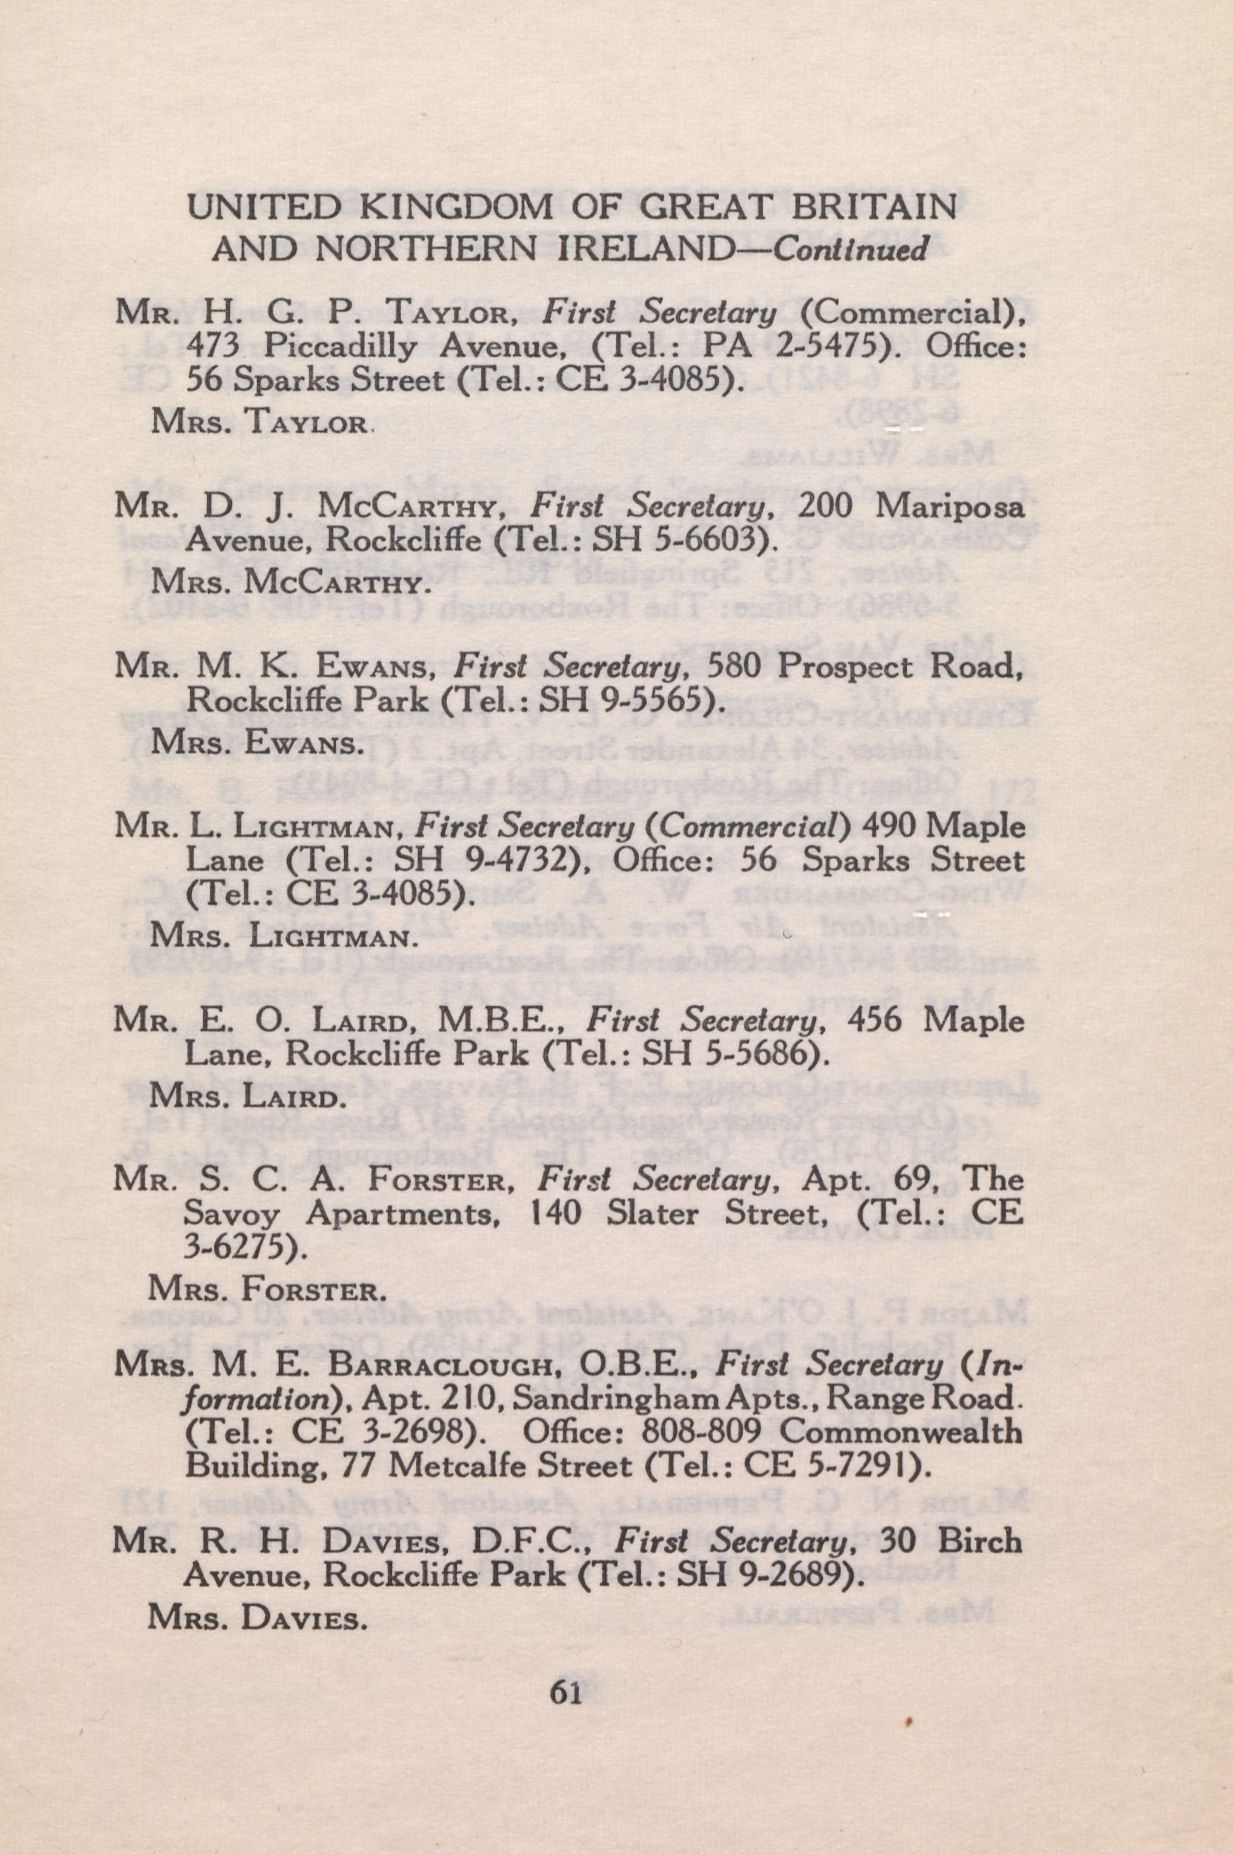 UNITED KINGDOM OF GREAT BRITAIN
AND NORTHERN IRELAND—Continued
MR. H. G. P. TAYLOR, First Secretary (Commercial),
473 Piccadilly Avenue, (Tel.: PA 2-5475). Office:
56 Sparks Street (Tel.: CE 3-4085).
MRS. TAYLOR.
MR. D. J. MCCARTHY, First Secretary, 200 Mariposa
Avenue, Rockcliffe (Tel.: SH 5-6603).
MRS. MCCARTHY.
MR. M. K. EWANS, First Secretary, 580 Prospect Road,
Rockcliffe Park (Tel.: SH 9-5565).
MRS. EWANS.
MR. L. LIGHTMAN, First Secretary (Commercial) 490 Maple
Lane (Tel.: SH 9-4732), Office: 56 Sparks Street
(Tel.: CE 3-4085).
MRS. LIGHTMAN.
MR. E. O. LAIRD, M.B.E., First Secretary, 456 Maple
Lane, Rockcliffe Park (Tel.: SH 5-5686).
MRS. LAIRD.
MR. S. C. A. FORSTER, First Secretary, Apt. 69, The
Savoy Apartments, 140 Slater Street, (Tel.: CE
3-6275).
MRS. FORSTER.
MRS. M. E. BARRACLOUGH, O.B.E., First Secretary (In-
formation), Apt. 210, Sandringham Apts., Range Road.
(Tel.: CE 3-2698). Office: 808-809 Commonwealth
Building, 77 Metcalfe Street (Tel.: CE 5-7291).
MR. R. H. DAVIES, D.F.C., First Secretary, 30 Birch
Avenue, Rockcliffe Park (Tel.: SH 9-2689).
MRS. DAVIES.
61